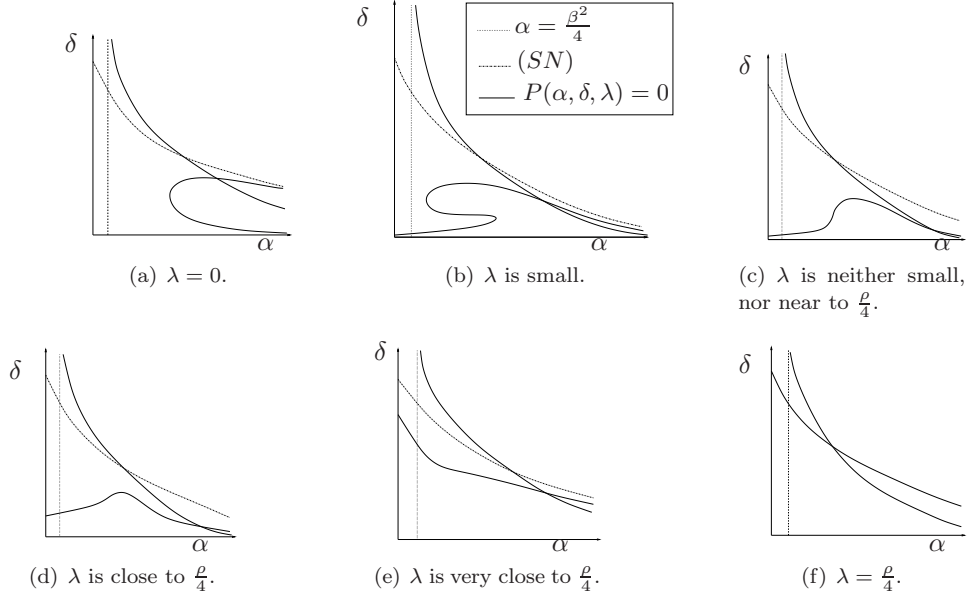 δ
α
(a) λ = 0.
δ
α = β²/4
(SN)
P(α, δ, λ) = 0
α
(b) λ is small.
δ
α
(c) λ is neither small,
nor near to ρ/4.
δ
α
(d) λ is close to ρ/4.
δ
α
(e) λ is very close to ρ/4.
δ
α
(f) λ = ρ/4.